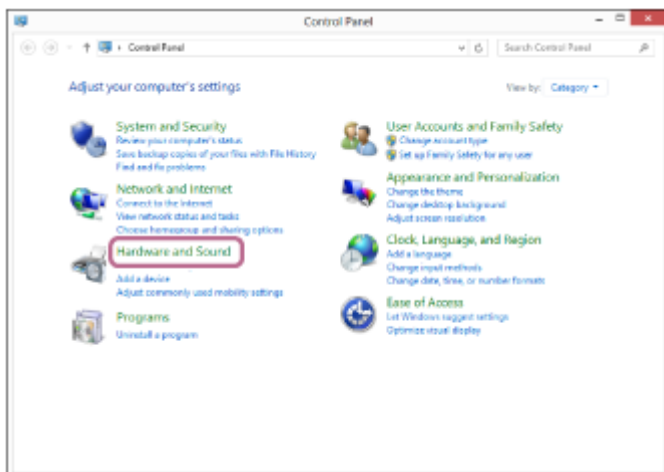 Control Panel
Control Panel
Search Control Panel
Adjust your computer's settings
View by: Category
System and Security
Review your computer's status
Save backup copies of your files with File History
Find and fix problems
Network and Internet
Connect to the Internet
View network status and tasks
Choose homegroup and sharing options
Hardware and Sound
Add a device
Adjust commonly used mobility settings
Programs
Uninstall a program
User Accounts and Family Safety
Change account type
Set up Family Safety for any user
Appearance and Personalization
Change the theme
Change desktop background
Adjust screen resolution
Clock, Language, and Region
Add a language
Change input methods
Change date, time, or number formats
Ease of Access
Let Windows suggest settings
Optimize visual display